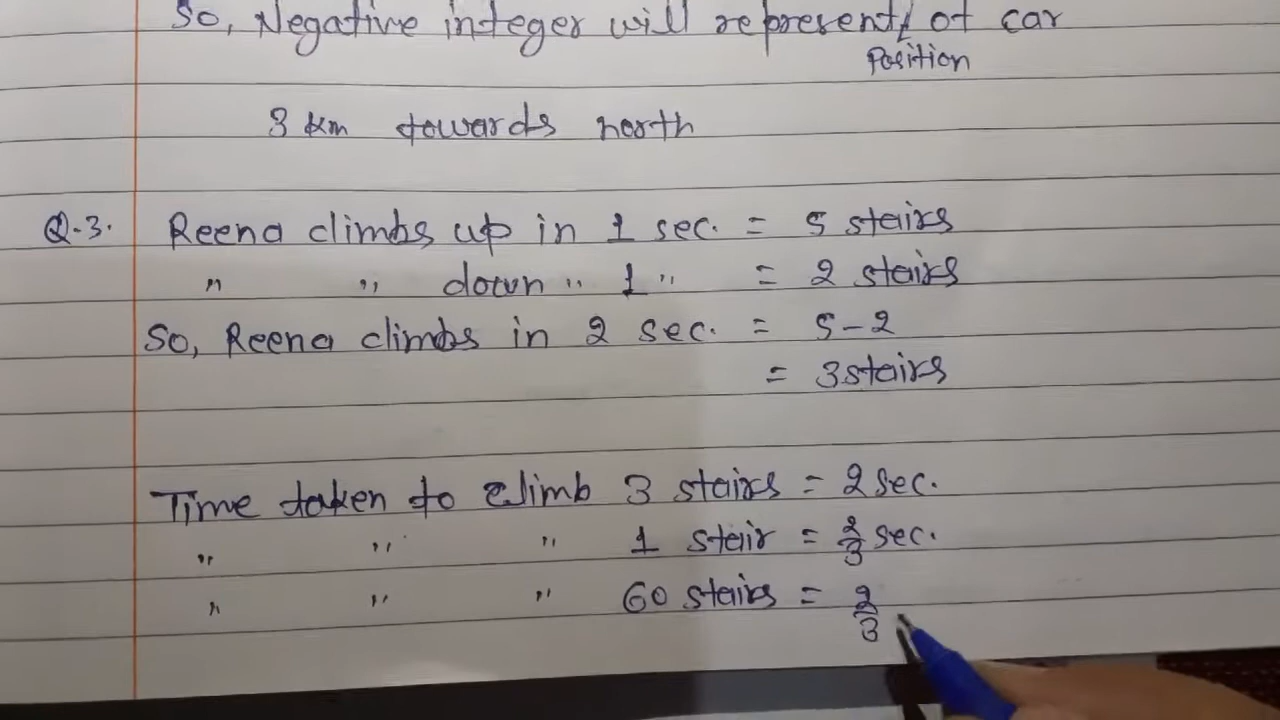 So, Negative integer will represent of car
Position
3 km towards north
Q.3. Reena climbs up in 1 sec. = 5 stairs
" " down " 1 " = 2 stairs
So, Reena climbs in 2 sec. = 5-2
= 3 stairs
Time taken to climb 3 stairs = 2 sec.
" " " 1 stair = 2/3 sec.
" " " 60 stairs = 2/3